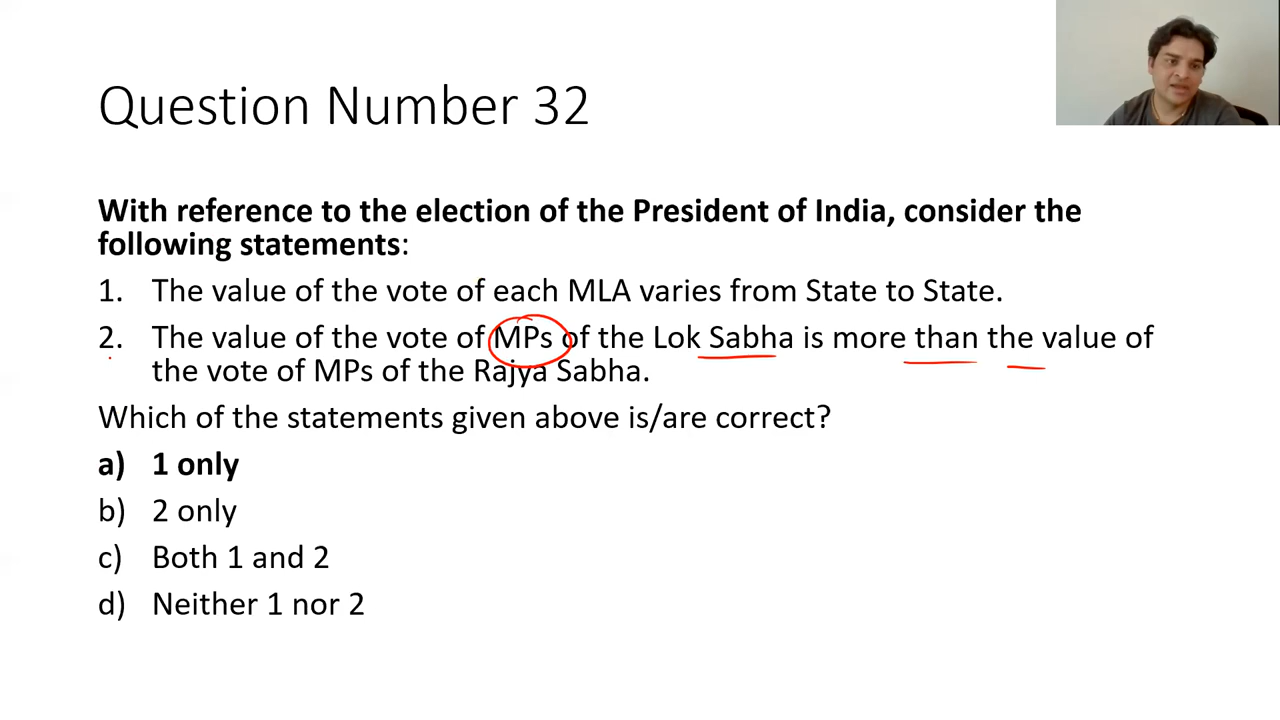 Question Number 32
With reference to the election of the President of India, consider the
following statements:
1. The value of the vote of each MLA varies from State to State.
2. The value of the vote of MPs of the Lok Sabha is more than the value of
the vote of MPs of the Rajya Sabha.
Which of the statements given above is/are correct?
a) 1 only
b) 2 only
c) Both 1 and 2
d) Neither 1 nor 2